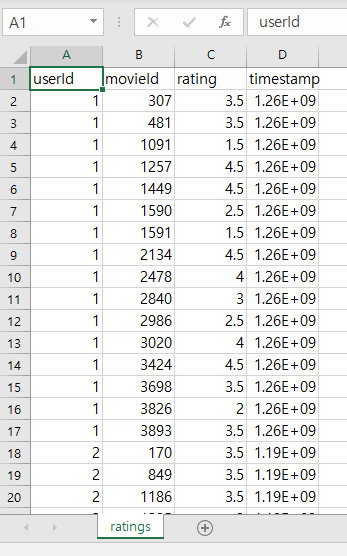 A1 fx userId
A B C D
1 userId movieId rating timestamp
2 1 307 3.5 1.26E+09
3 1 481 3.5 1.26E+09
4 1 1091 1.5 1.26E+09
5 1 1257 4.5 1.26E+09
6 1 1449 4.5 1.26E+09
7 1 1590 2.5 1.26E+09
8 1 1591 1.5 1.26E+09
9 1 2134 4.5 1.26E+09
10 1 2478 4 1.26E+09
11 1 2840 3 1.26E+09
12 1 2986 2.5 1.26E+09
13 1 3020 4 1.26E+09
14 1 3424 4.5 1.26E+09
15 1 3698 3.5 1.26E+09
16 1 3826 2 1.26E+09
17 1 3893 3.5 1.26E+09
18 2 170 3.5 1.19E+09
19 2 849 3.5 1.19E+09
20 2 1186 3.5 1.19E+09
ratings